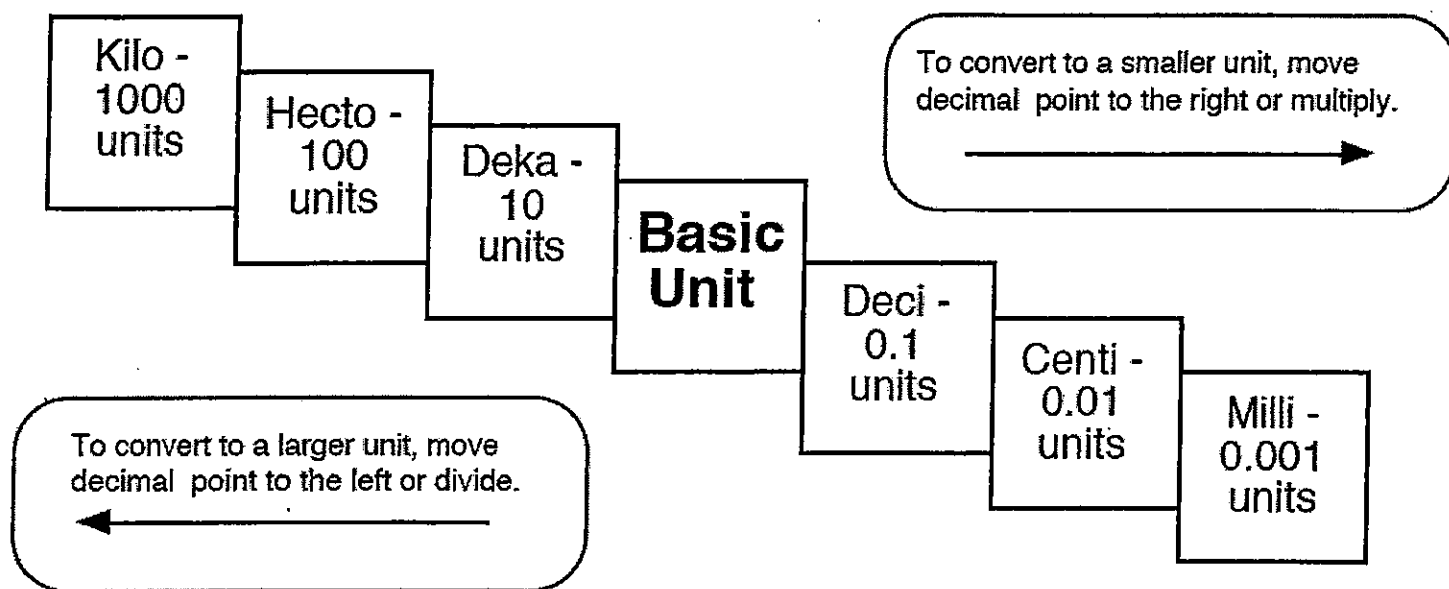 Kilo -
1000
units
Hecto -
100
units
Deka -
10
units
Basic
Unit
Deci -
0.1
units
Centi -
0.01
units
Milli -
0.001
units
To convert to a smaller unit, move
decimal point to the right or multiply.
To convert to a larger unit, move
decimal point to the left or divide.